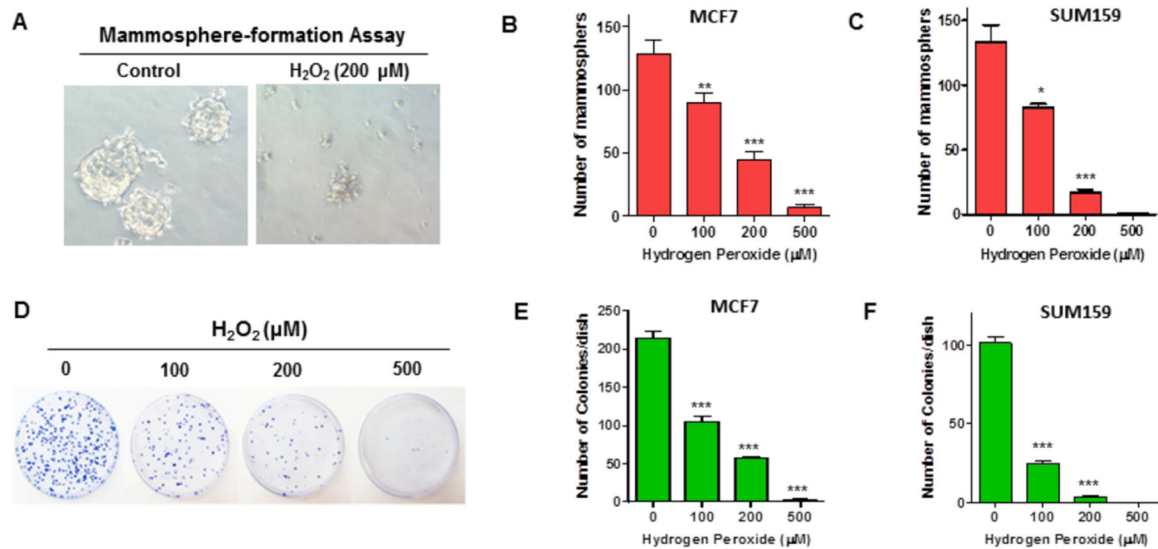 A
Mammosphere-formation Assay
Control
H₂O₂ (200 µM)
B
MCF7
Number of mammosphers
150
100
50
0
**
***
***
0 100 200 500
Hydrogen Peroxide (µM)
C
SUM159
Number of mammosphers
150
100
50
0
*
***
0 100 200 500
Hydrogen Peroxide (µM)
D
H₂O₂ (µM)
0 100 200 500
E
MCF7
Number of Colonies/dish
250
200
150
100
50
0
***
***
***
0 100 200 500
Hydrogen Peroxide (µM)
F
SUM159
Number of Colonies/dish
100
50
0
***
***
0 100 200 500
Hydrogen Peroxide (µM)